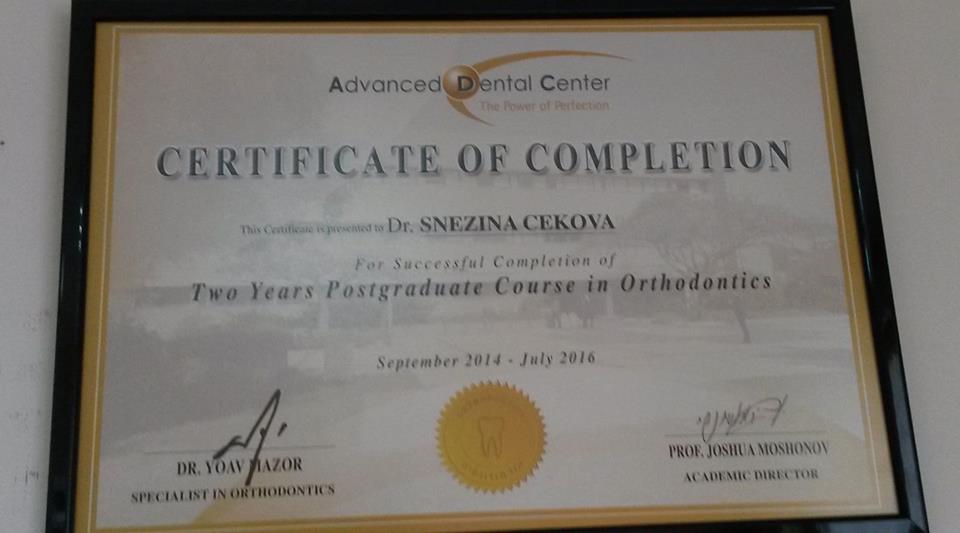 Advanced Dental Center
The Power of Perfection
CERTIFICATE OF COMPLETION
This Certificate is presented to Dr. SNEZINA CEKOVA
For Successful Completion of
Two Years Postgraduate Course in Orthodontics
September 2014 - July 2016
DR. YOAV MAZOR
SPECIALIST IN ORTHODONTICS
PROF. JOSHUA MOSHONOV
ACADEMIC DIRECTOR